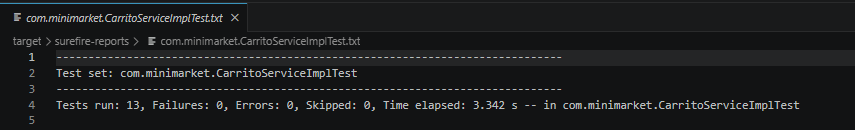 com.minimarket.CarritoServiceImplTest.txt ×
target > surefire-reports > com.minimarket.CarritoServiceImplTest.txt
1 -------------------------------------------------------------------------------
2 Test set: com.minimarket.CarritoServiceImplTest
3 -------------------------------------------------------------------------------
4 Tests run: 13, Failures: 0, Errors: 0, Skipped: 0, Time elapsed: 3.342 s -- in com.minimarket.CarritoServiceImplTest
5